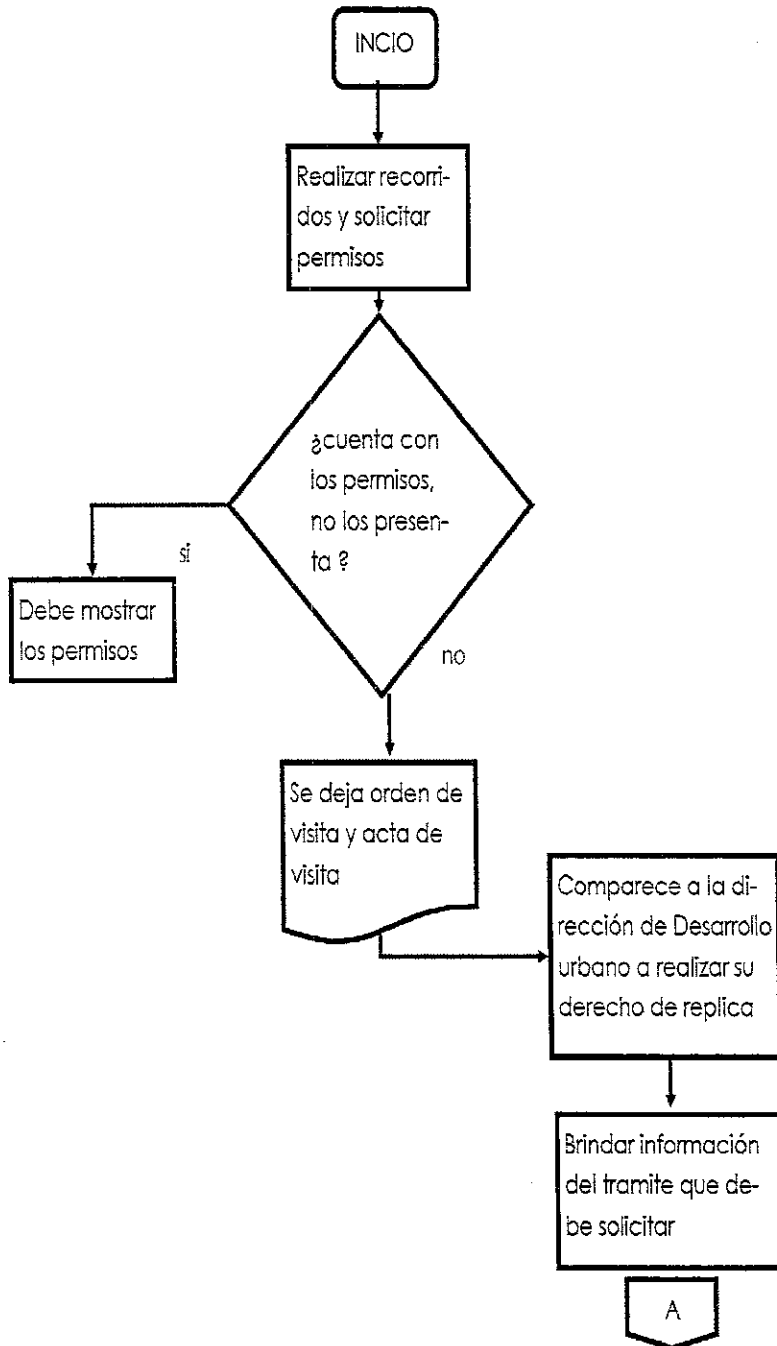 INCIO
Realizar recorri-
dos y solicitar
permisos
¿cuenta con
los permisos,
no los presen-
ta ?
si
no
Debe mostrar
los permisos
Se deja orden de
visita y acta de
visita
Comparece a la di-
rección de Desarrollo
urbano a realizar su
derecho de replica
Brindar información
del tramite que de-
be solicitar
A